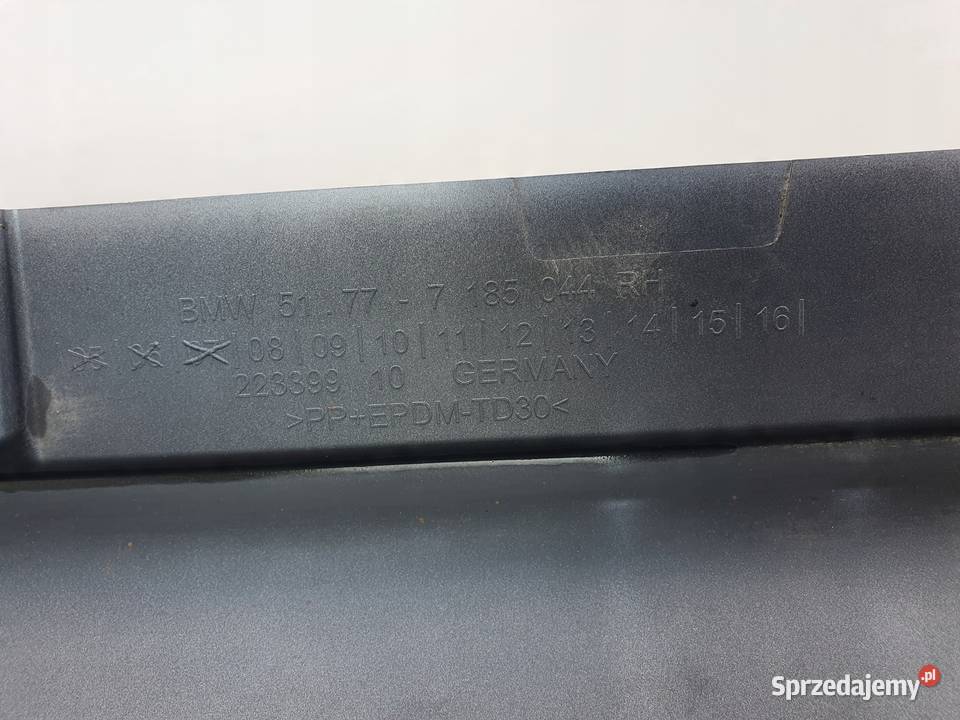 BMW 51.77 - 7 185 044 RH
|08|09|10|11|12|13|14|15|16|
223399 10 GERMANY
>PP+EPDM-TD30<
Sprzedajemy.pl